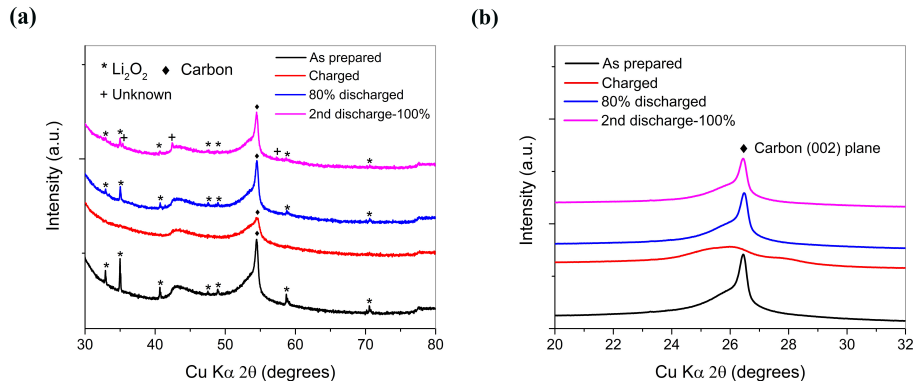 (a)
* Li2O2
♦ Carbon
+ Unknown
As prepared
Charged
80% discharged
2nd discharge-100%
Intensity (a.u.)
30 40 50 60 70 80
Cu Kα 2θ (degrees)
(b)
As prepared
Charged
80% discharged
2nd discharge-100%
♦ Carbon (002) plane
Intensity (a.u.)
20 22 24 26 28 30 32
Cu Kα 2θ (degrees)